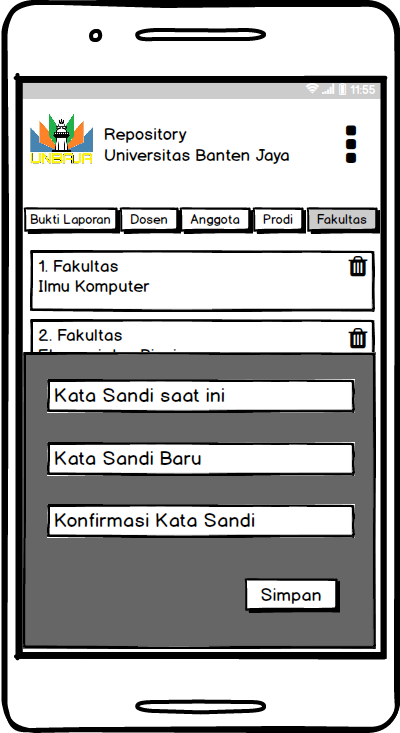 11:55
UNBAJA
Repository
Universitas Banten Jaya
Bukti Laporan Dosen Anggota Prodi Fakultas
1. Fakultas
Ilmu Komputer
2. Fakultas
Kata Sandi saat ini
Kata Sandi Baru
Konfirmasi Kata Sandi
Simpan